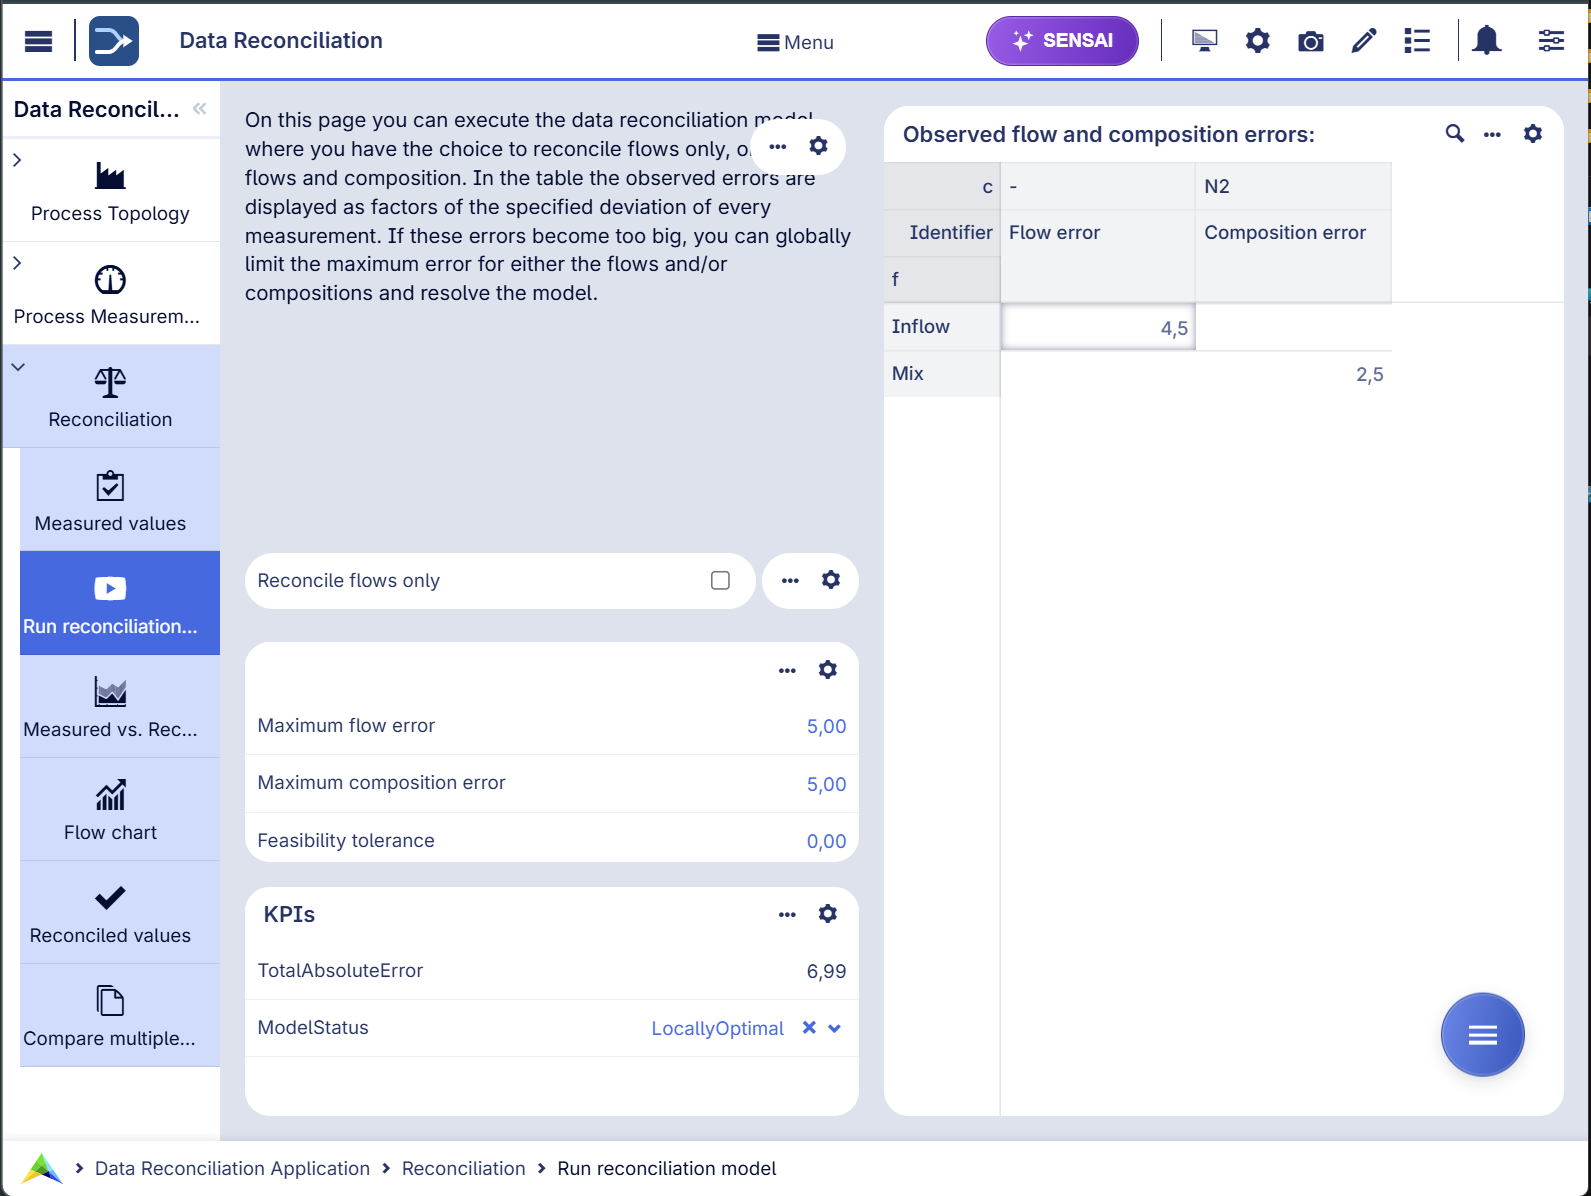 Data Reconciliation
Menu
SENSAI
Data Reconcil...
Process Topology
Process Measurem...
Reconciliation
Measured values
Run reconciliation...
Measured vs. Rec...
Flow chart
Reconciled values
Compare multiple...
On this page you can execute the data reconciliation model
where you have the choice to reconcile flows only, o
flows and composition. In the table the observed errors are
displayed as factors of the specified deviation of every
measurement. If these errors become too big, you can globally
limit the maximum error for either the flows and/or
compositions and resolve the model.
Reconcile flows only
Maximum flow error 5,00
Maximum composition error 5,00
Feasibility tolerance 0,00
KPIs
TotalAbsoluteError 6,99
ModelStatus LocallyOptimal
Observed flow and composition errors:
c - N2
Identifier Flow error Composition error
f
Inflow 4,5
Mix 2,5
Data Reconciliation Application Reconciliation Run reconciliation model